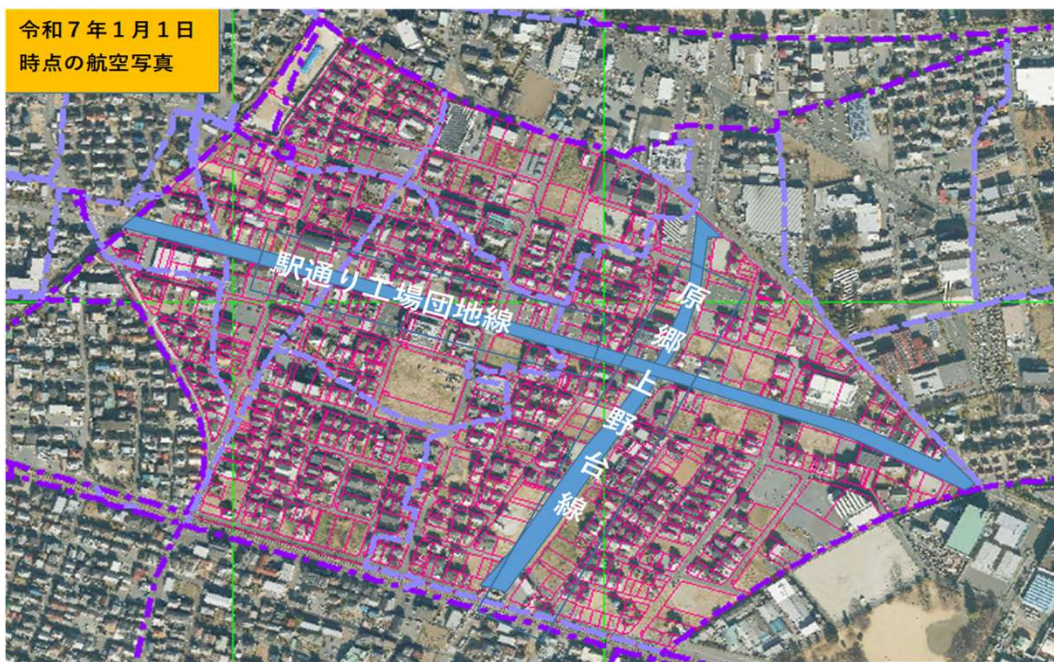 令和７年１月１日
時点の航空写真
駅通り工場団地線
原郷上野台線